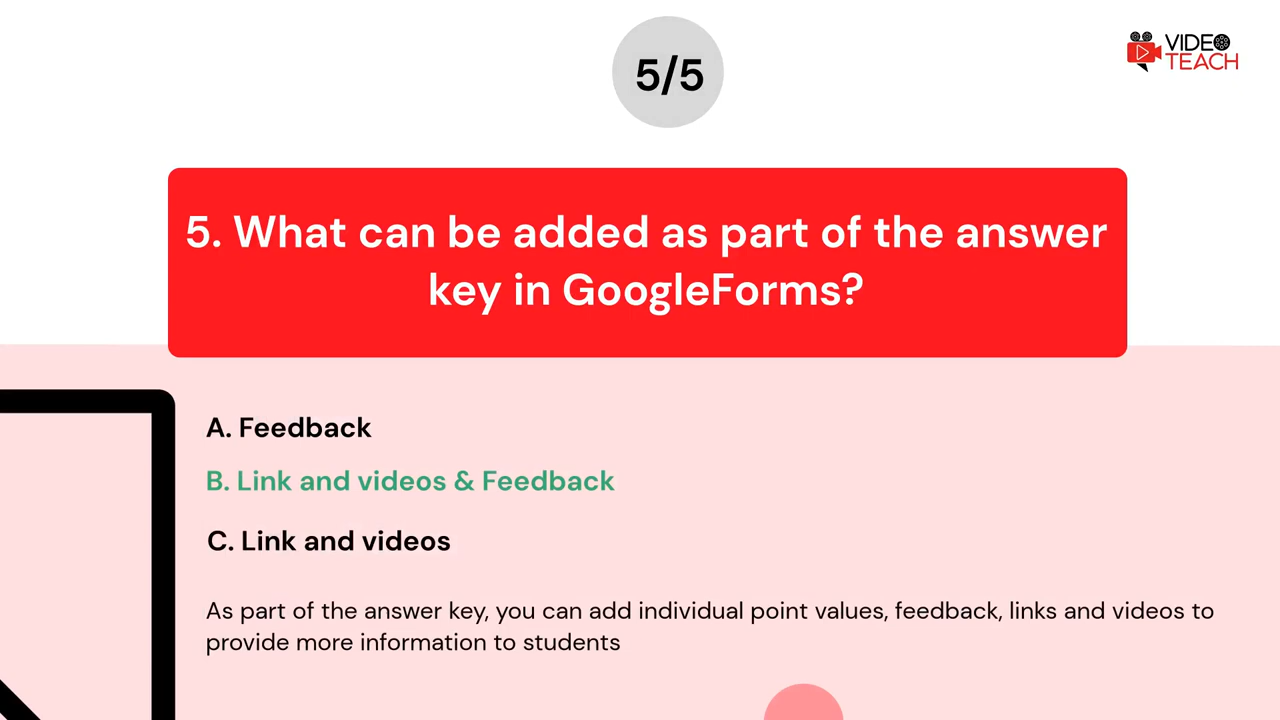 5/5
VIDEO
TEACH
5. What can be added as part of the answer
key in GoogleForms?
A. Feedback
B. Link and videos & Feedback
C. Link and videos
As part of the answer key, you can add individual point values, feedback, links and videos to
provide more information to students